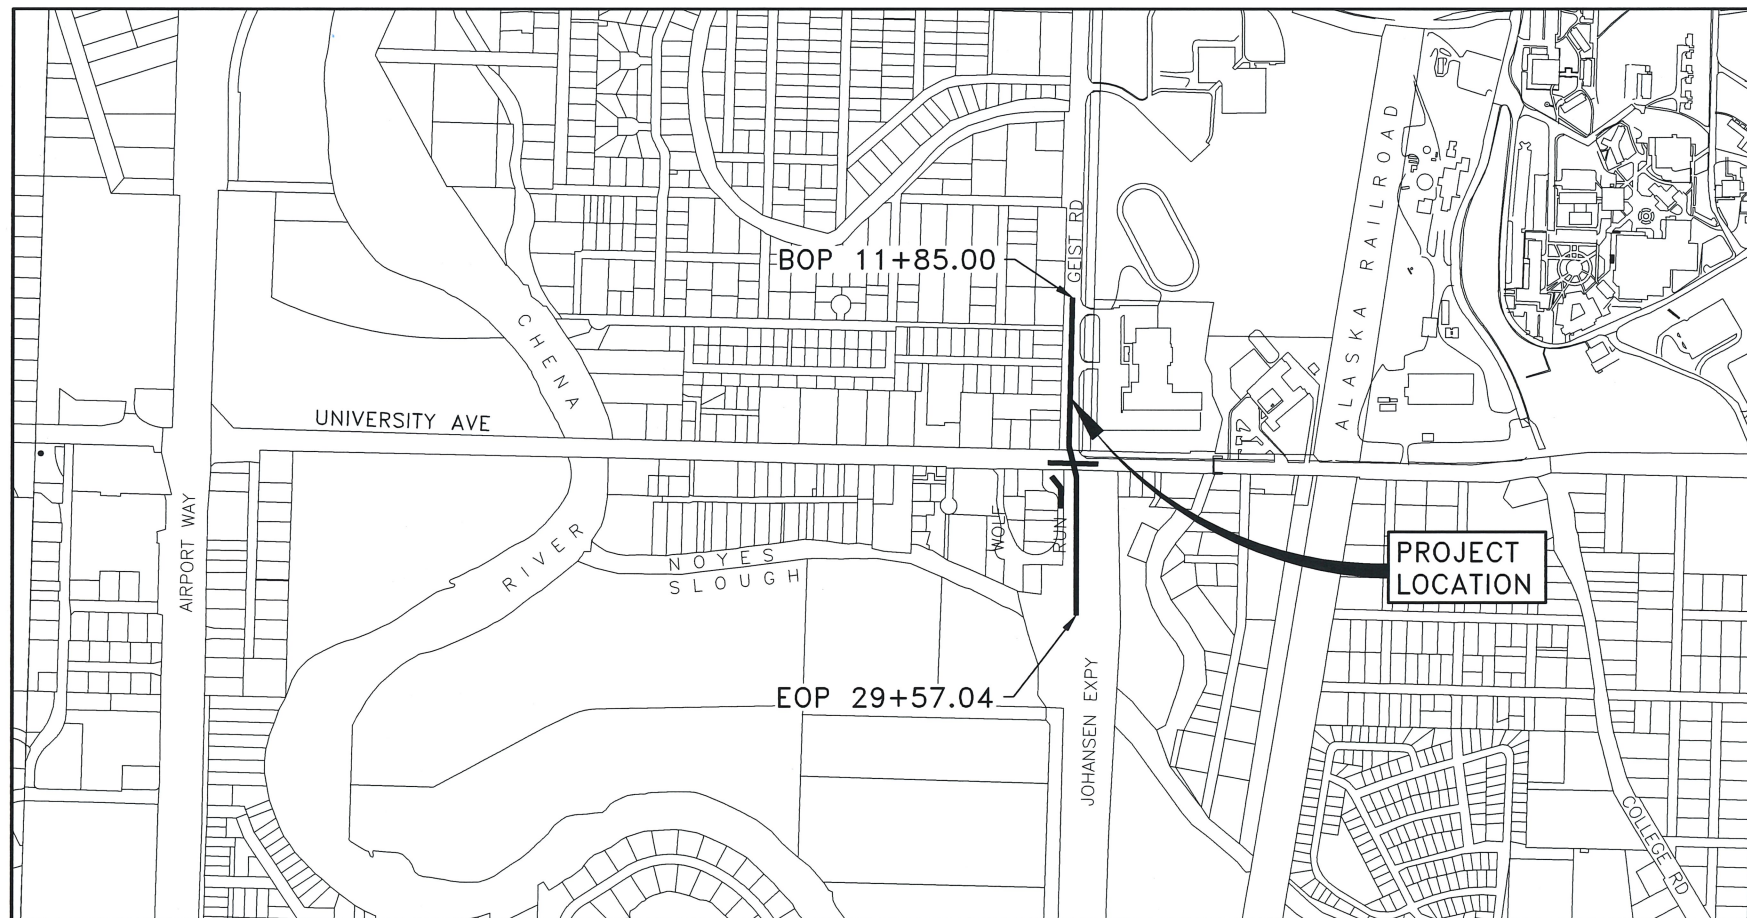 BOP 11+85.00
GEIST RD
ALASKA RAILROAD
CHENA
UNIVERSITY AVE
AIRPORT WAY
RIVER
NOYES
SLOUGH
WOLF
RUN
PROJECT
LOCATION
EOP 29+57.04
JOHANSEN EXPY
COLLEGE RD